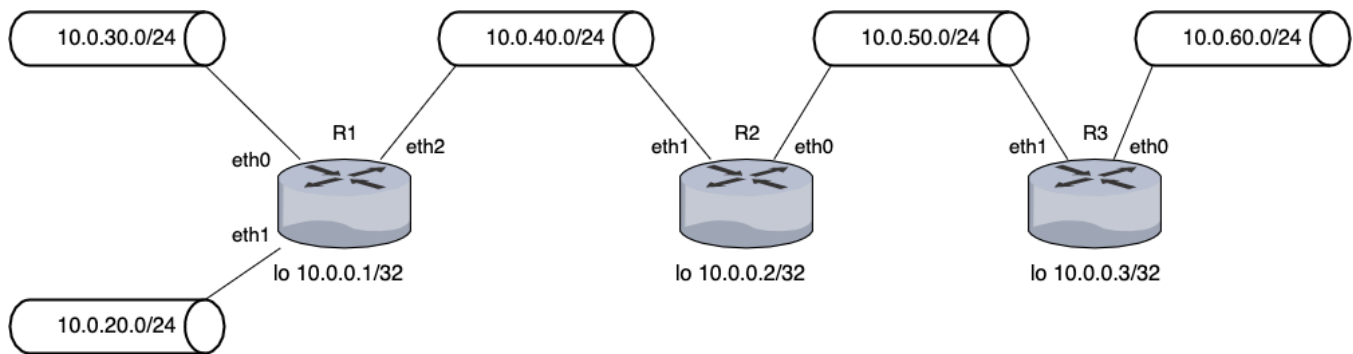 10.0.30.0/24
10.0.40.0/24
10.0.50.0/24
10.0.60.0/24
R1
R2
R3
eth0
eth2
eth1
eth0
eth1
eth0
eth1
lo 10.0.0.1/32
lo 10.0.0.2/32
lo 10.0.0.3/32
10.0.20.0/24